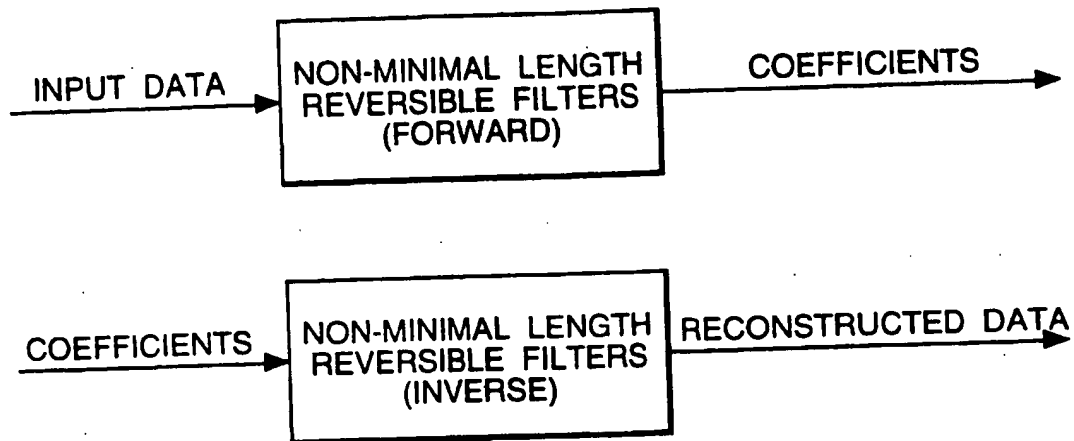 INPUT DATA
NON-MINIMAL LENGTH
REVERSIBLE FILTERS
(FORWARD)
COEFFICIENTS
COEFFICIENTS
NON-MINIMAL LENGTH
REVERSIBLE FILTERS
(INVERSE)
RECONSTRUCTED DATA